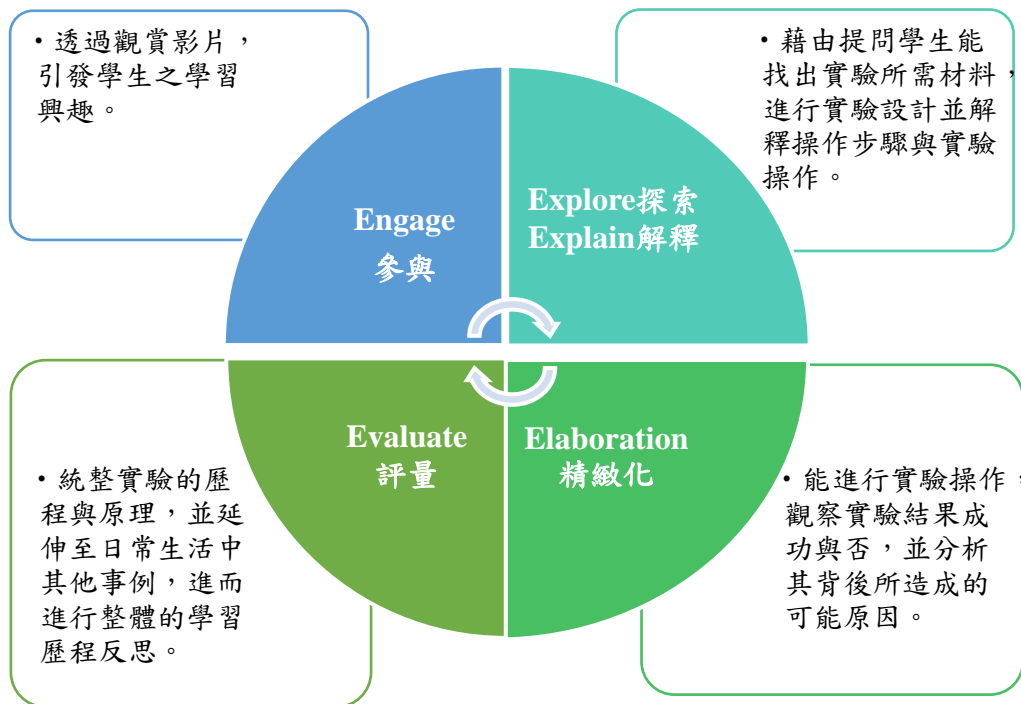 • 透過觀賞影片，
引發學生之學習
興趣。
Engage
參與
Explore探索
Explain解釋
• 藉由提問學生能
找出實驗所需材料，
進行實驗設計並解
釋操作步驟與實驗
操作。
• 統整實驗的歷
程與原理，並延
伸至日常生活中
其他事例，進而
進行整體的學習
歷程反思。
Evaluate
評量
Elaboration
精緻化
• 能進行實驗操作，
觀察實驗結果成
功與否，並分析
其背後所造成的
可能原因。